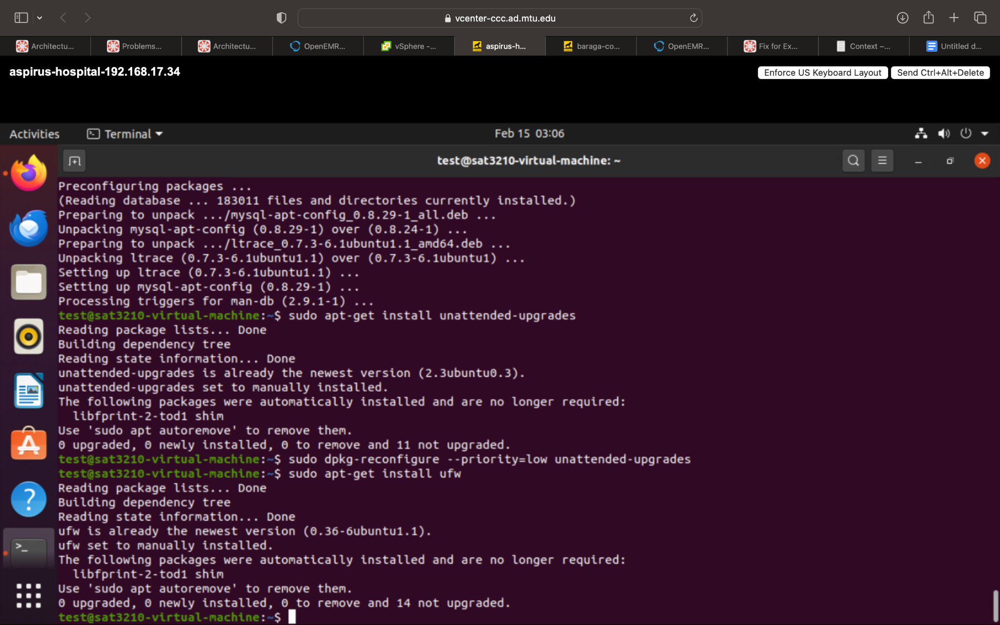 vcenter-ccc.ad.mtu.edu
Architectu...
Problems...
Architectu...
OpenEMR...
vSphere -...
aspirus-h...
baraga-co...
OpenEMR...
Fix for Ex...
Context –...
Untitled d...
aspirus-hospital-192.168.17.34
Enforce US Keyboard Layout
Send Ctrl+Alt+Delete
Activities
Terminal
Feb 15 03:06
test@sat3210-virtual-machine: ~
Preconfiguring packages ...
(Reading database ... 183011 files and directories currently installed.)
Preparing to unpack .../mysql-apt-config_0.8.29-1_all.deb ...
Unpacking mysql-apt-config (0.8.29-1) over (0.8.24-1) ...
Preparing to unpack .../ltrace_0.7.3-6.1ubuntu1.1_amd64.deb ...
Unpacking ltrace (0.7.3-6.1ubuntu1.1) over (0.7.3-6.1ubuntu1) ...
Setting up ltrace (0.7.3-6.1ubuntu1.1) ...
Setting up mysql-apt-config (0.8.29-1) ...
Processing triggers for man-db (2.9.1-1) ...
test@sat3210-virtual-machine:~$ sudo apt-get install unattended-upgrades
Reading package lists... Done
Building dependency tree
Reading state information... Done
unattended-upgrades is already the newest version (2.3ubuntu0.3).
unattended-upgrades set to manually installed.
The following packages were automatically installed and are no longer required:
  libfprint-2-tod1 shim
Use 'sudo apt autoremove' to remove them.
0 upgraded, 0 newly installed, 0 to remove and 11 not upgraded.
test@sat3210-virtual-machine:~$ sudo dpkg-reconfigure --priority=low unattended-upgrades
test@sat3210-virtual-machine:~$ sudo apt-get install ufw
Reading package lists... Done
Building dependency tree
Reading state information... Done
ufw is already the newest version (0.36-6ubuntu1.1).
ufw set to manually installed.
The following packages were automatically installed and are no longer required:
  libfprint-2-tod1 shim
Use 'sudo apt autoremove' to remove them.
0 upgraded, 0 newly installed, 0 to remove and 14 not upgraded.
test@sat3210-virtual-machine:~$